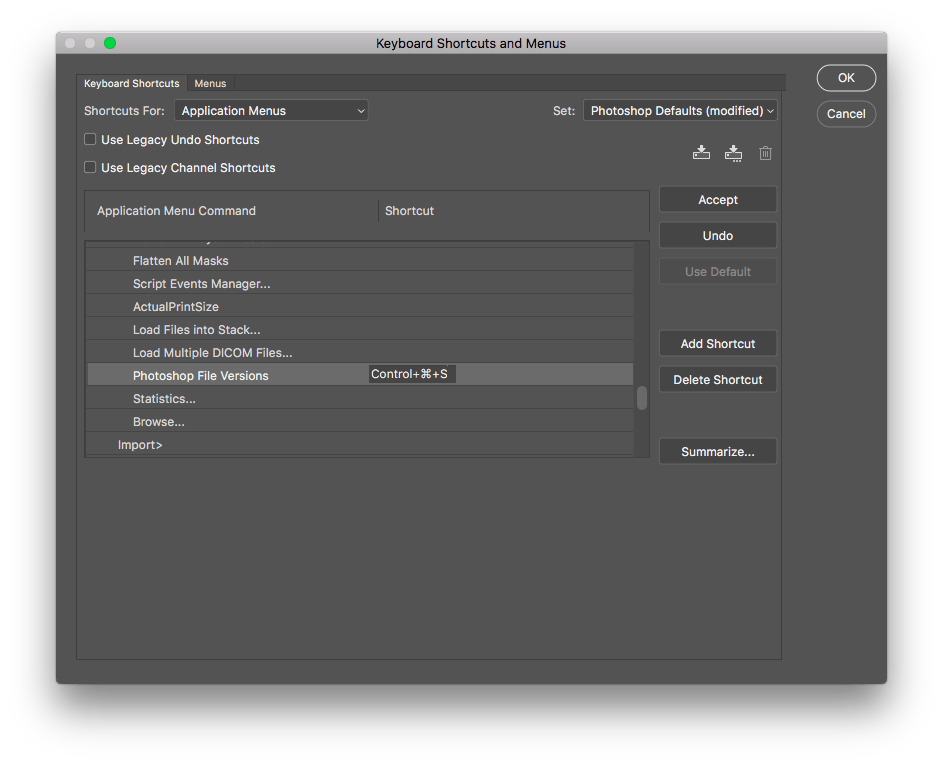 Keyboard Shortcuts and Menus
Keyboard Shortcuts Menus
OK
Shortcuts For: Application Menus Set: Photoshop Defaults (modified)
Cancel
Use Legacy Undo Shortcuts
Use Legacy Channel Shortcuts
Application Menu Command Shortcut
Accept
Undo
Use Default
Flatten All Masks
Script Events Manager...
ActualPrintSize
Load Files into Stack...
Load Multiple DICOM Files...
Photoshop File Versions Control+⌘+S
Statistics...
Browse...
Import>
Add Shortcut
Delete Shortcut
Summarize...